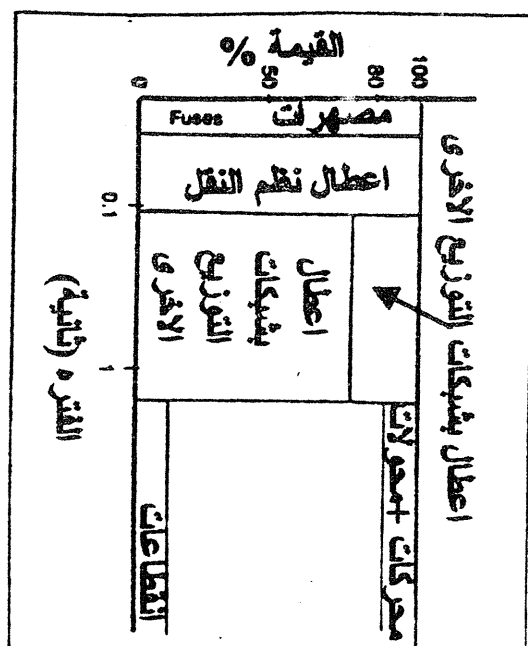 القيمة %
100
80
50
0
مصهرات
Fuses
اعطال نظم النقل
اعطال
بشبكات
التوزيع
الاخرى
اعطال بشبكات التوزيع الاخرى
محركات + محولات
انقطاعات
0.1
1
الفتره (ثانية)